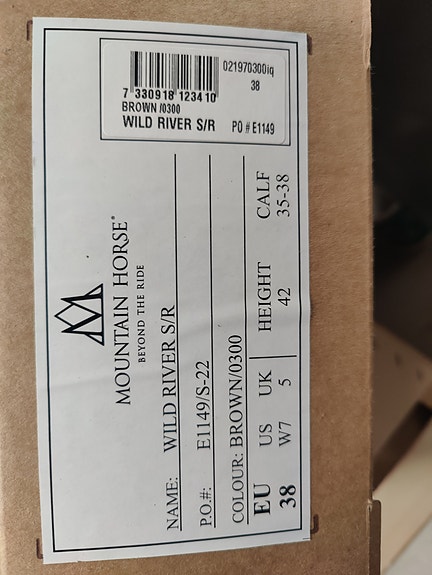 MOUNTAIN HORSE®
BEYOND THE RIDE
NAME: WILD RIVER S/R
P.O.#: E1149/S-22
COLOUR: BROWN/0300
EU US UK HEIGHT CALF
38 W7 5 42 35-38
021970300iq
38
7 330918 123410
BROWN /0300
WILD RIVER S/R PO # E1149